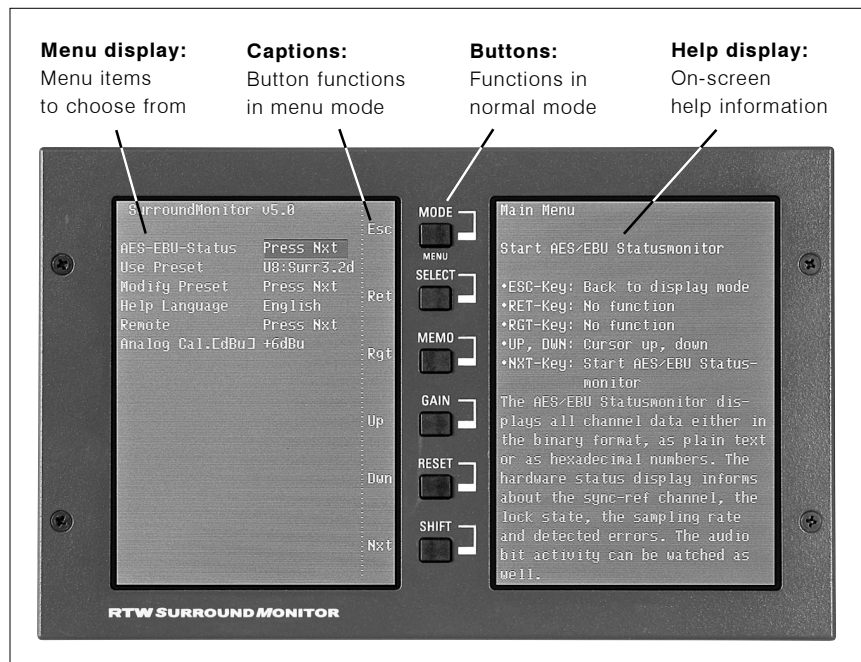 Menu display:
Menu items
to choose from
Captions:
Button functions
in menu mode
Buttons:
Functions in
normal mode
Help display:
On-screen
help information
SurroundMonitor v5.0
AES-EBU-Status Press Nxt
Use Preset U8:Surr3.2d
Modify Preset Press Nxt
Help Language English
Remote Press Nxt
Analog Cal.[dBu] +6dBu
Esc
Ret
Rgt
Up
Dwn
Nxt
MODE
MENU
SELECT
MEMO
GAIN
RESET
SHIFT
Main Menu
Start AES/EBU Statusmonitor
•ESC-Key: Back to display mode
•RET-Key: No function
•RGT-Key: No function
•UP, DWN: Cursor up, down
•NXT-Key: Start AES/EBU Status-
monitor
The AES/EBU Statusmonitor dis-
plays all channel data either in
the binary format, as plain text
or as hexadecimal numbers. The
hardware status display informs
about the sync-ref channel, the
lock state, the sampling rate
and detected errors. The audio
bit activity can be watched as
well.
RTW SURROUND MONITOR